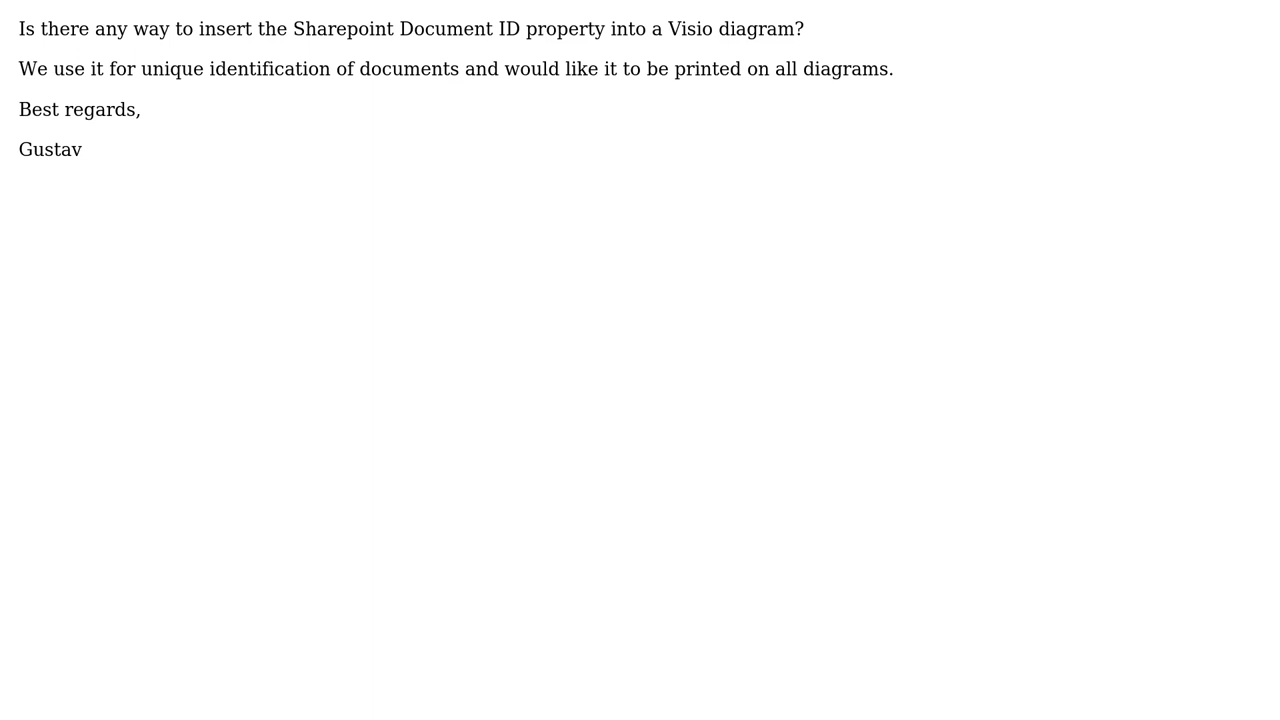 Is there any way to insert the Sharepoint Document ID property into a Visio diagram?
We use it for unique identification of documents and would like it to be printed on all diagrams.
Best regards,
Gustav